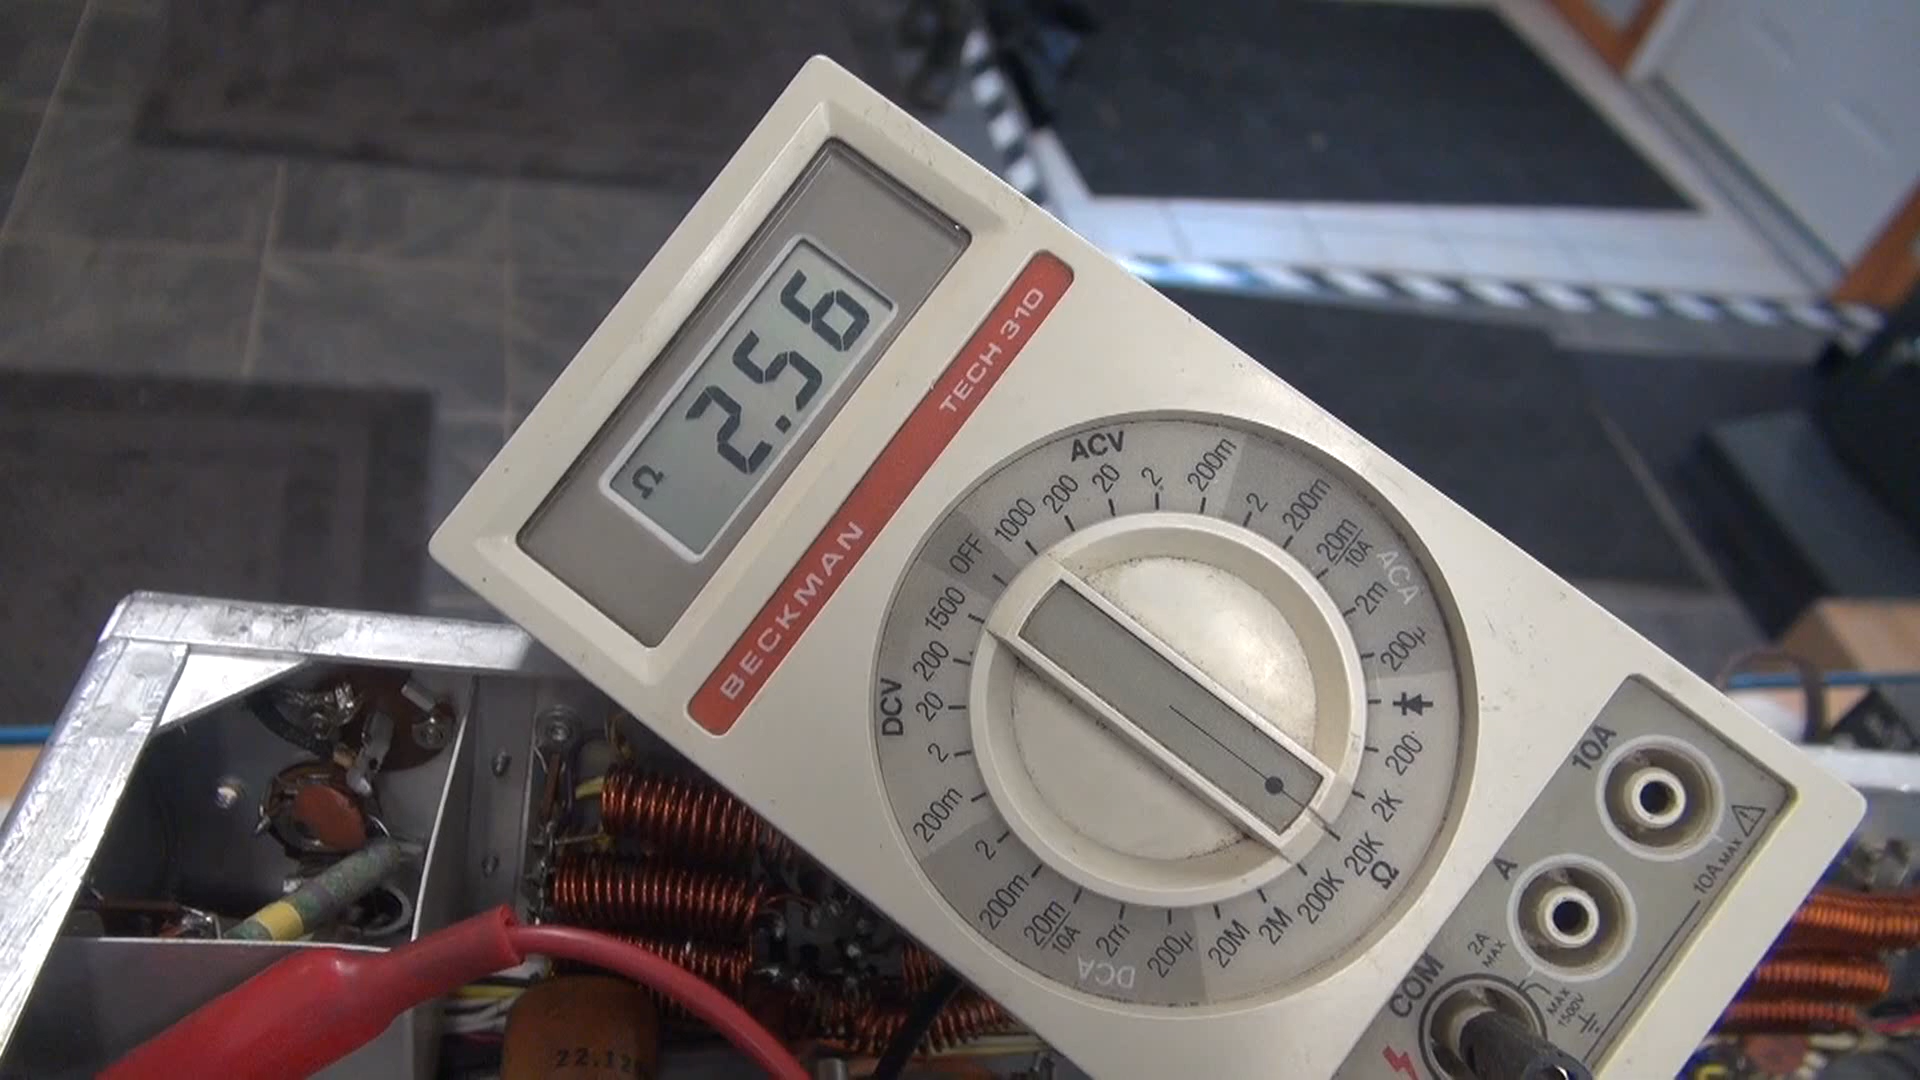 2.56
Ω
BECKMAN TECH 310
ACV
1000
200
20
2
200m
2
200m
20m
10A
2m
200µ
ACA
200
2K
20K
200K
2M
20M
Ω
200µ
2m
20m
10A
200m
2
DCA
200m
2
20
200
1500
DCV
OFF
10A
A
COM
2A
MAX
MAX
1500V
10A MAX